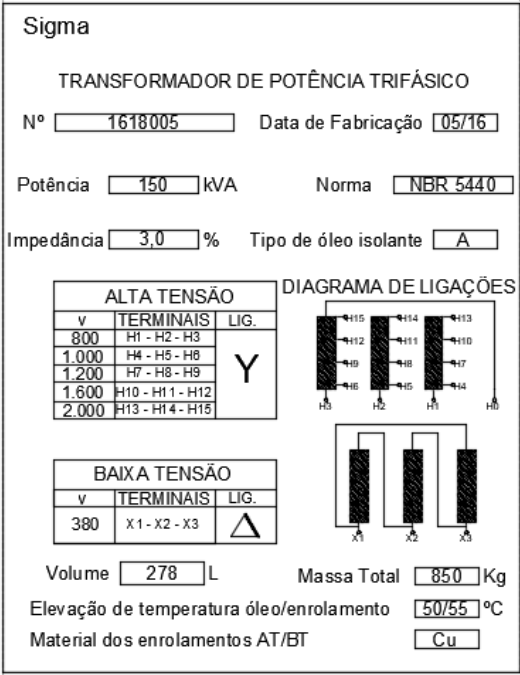 Sigma
TRANSFORMADOR DE POTÊNCIA TRIFÁSICO
Nº 1618005 Data de Fabricação 05/16
Potência 150 kVA Norma NBR 5440
Impedância 3,0 % Tipo de óleo isolante A
ALTA TENSÃO
v TERMINAIS LIG.
800 H1 - H2 - H3
1.000 H4 - H5 - H6
1.200 H7 - H8 - H9
1.600 H10 - H11 - H12
2.000 H13 - H14 - H15
Y
DIAGRAMA DE LIGAÇÕES
H15 H14 H13
H12 H11 H10
H9 H8 H7
H6 H5 H4
H3 H2 H1 H0
BAIXA TENSÃO
v TERMINAIS LIG.
380 X1 - X2 - X3 △
X1 X2 X3
Volume 278 L Massa Total 850 Kg
Elevação de temperatura óleo/enrolamento 50/55 ºC
Material dos enrolamentos AT/BT Cu